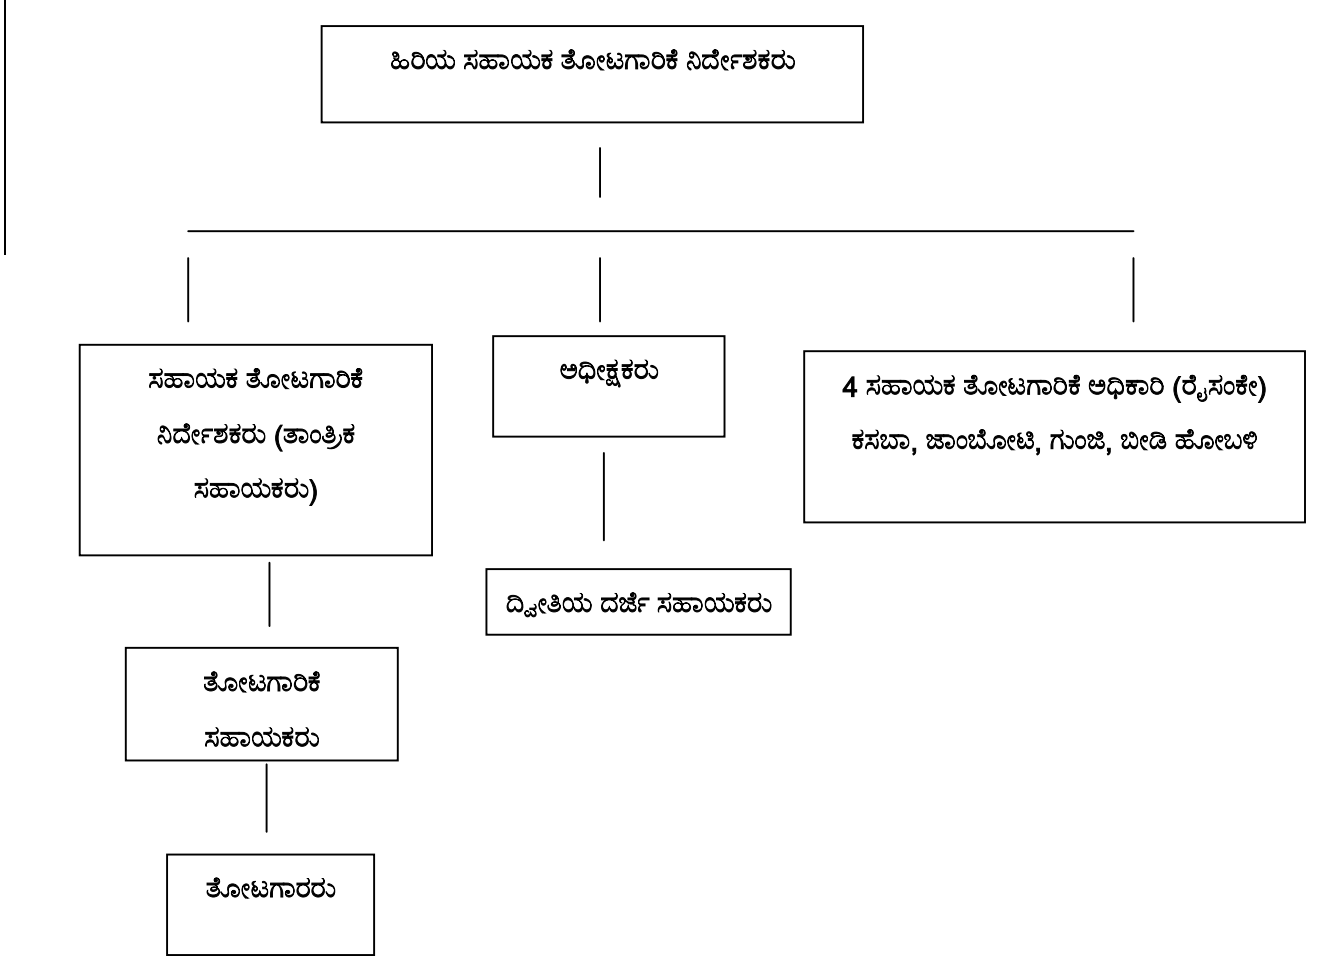 ಹಿರಿಯ ಸಹಾಯಕ ತೋಟಗಾರಿಕೆ ನಿರ್ದೇಶಕರು
ಸಹಾಯಕ ತೋಟಗಾರಿಕೆ
ನಿರ್ದೇಶಕರು (ತಾಂತ್ರಿಕ
ಸಹಾಯಕರು)
ಅಧೀಕ್ಷಕರು
4 ಸಹಾಯಕ ತೋಟಗಾರಿಕೆ ಅಧಿಕಾರಿ (ರೈಸಂಕೇ)
ಕಸಬಾ, ಜಾಂಬೋಟಿ, ಗುಂಜಿ, ಬೀಡಿ ಹೋಬಳಿ
ದ್ವಿೀತಿಯ ದರ್ಜೆ ಸಹಾಯಕರು
ತೋಟಗಾರಿಕೆ
ಸಹಾಯಕರು
ತೋಟಗಾರರು